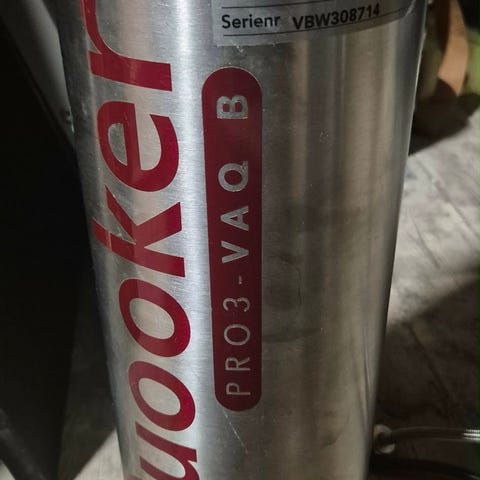 Serienr VBW308714
uooker
PRO3-VAQ B